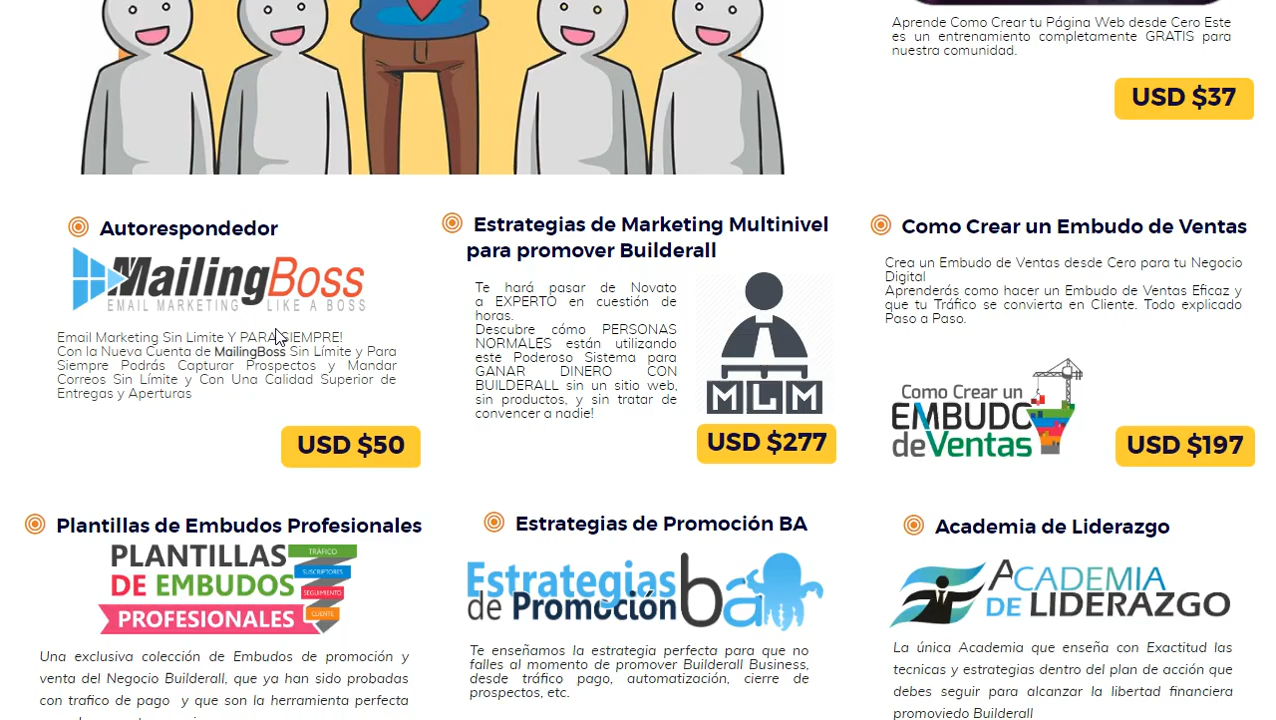 Aprende Como Crear tu Página Web desde Cero Este
es un entrenamiento completamente GRATIS para
nuestra comunidad.
USD $37
Autorespondedor
MailingBoss
EMAIL MARKETING LIKE A BOSS
Email Marketing Sin Limite Y PARA SIEMPRE!
Con la Nueva Cuenta de MailingBoss Sin Límite y Para
Siempre Podrás Capturar Prospectos y Mandar
Correos Sin Límite y Con Una Calidad Superior de
Entregas y Aperturas
USD $50
Estrategias de Marketing Multinivel
para promover Builderall
Te hará pasar de Novato
a EXPERTO en cuestión de
horas.
Descubre cómo PERSONAS
NORMALES están utilizando
este Poderoso Sistema para
GANAR DINERO CON
BUILDERALL sin un sitio web,
sin productos, y sin tratar de
convencer a nadie!
MLM
USD $277
Como Crear un Embudo de Ventas
Crea un Embudo de Ventas desde Cero para tu Negocio
Digital
Aprenderás como hacer un Embudo de Ventas Eficaz y
que tu Tráfico se convierta en Cliente. Todo explicado
Paso a Paso.
Como Crear un
EMBUDO
de Ventas
USD $197
Plantillas de Embudos Profesionales
PLANTILLAS
DE EMBUDOS
PROFESIONALES
TRÁFICO
SUSCRIPTORES
SEGUIMIENTO
CLIENTE
Una exclusiva colección de Embudos de promoción y
venta del Negocio Builderall, que ya han sido probadas
con trafico de pago y que son la herramienta perfecta
Estrategias de Promoción BA
Estrategias
de Promoción
ba
Te enseñamos la estrategia perfecta para que no
falles al momento de promover Builderall Business,
desde tráfico pago, automatización, cierre de
prospectos, etc.
Academia de Liderazgo
ACADEMIA
DE LIDERAZGO
La única Academia que enseña con Exactitud las
tecnicas y estrategias dentro del plan de acción que
debes seguir para alcanzar la libertad financiera
promoviedo Builderall